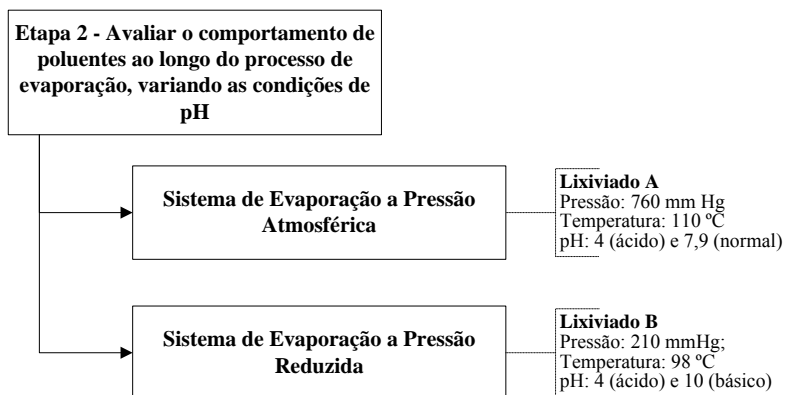 Etapa 2 - Avaliar o comportamento de
poluentes ao longo do processo de
evaporação, variando as condições de
pH
Sistema de Evaporação a Pressão
Atmosférica
Lixiviado A
Pressão: 760 mm Hg
Temperatura: 110 ºC
pH: 4 (ácido) e 7,9 (normal)
Sistema de Evaporação a Pressão
Reduzida
Lixiviado B
Pressão: 210 mmHg;
Temperatura: 98 ºC
pH: 4 (ácido) e 10 (básico)